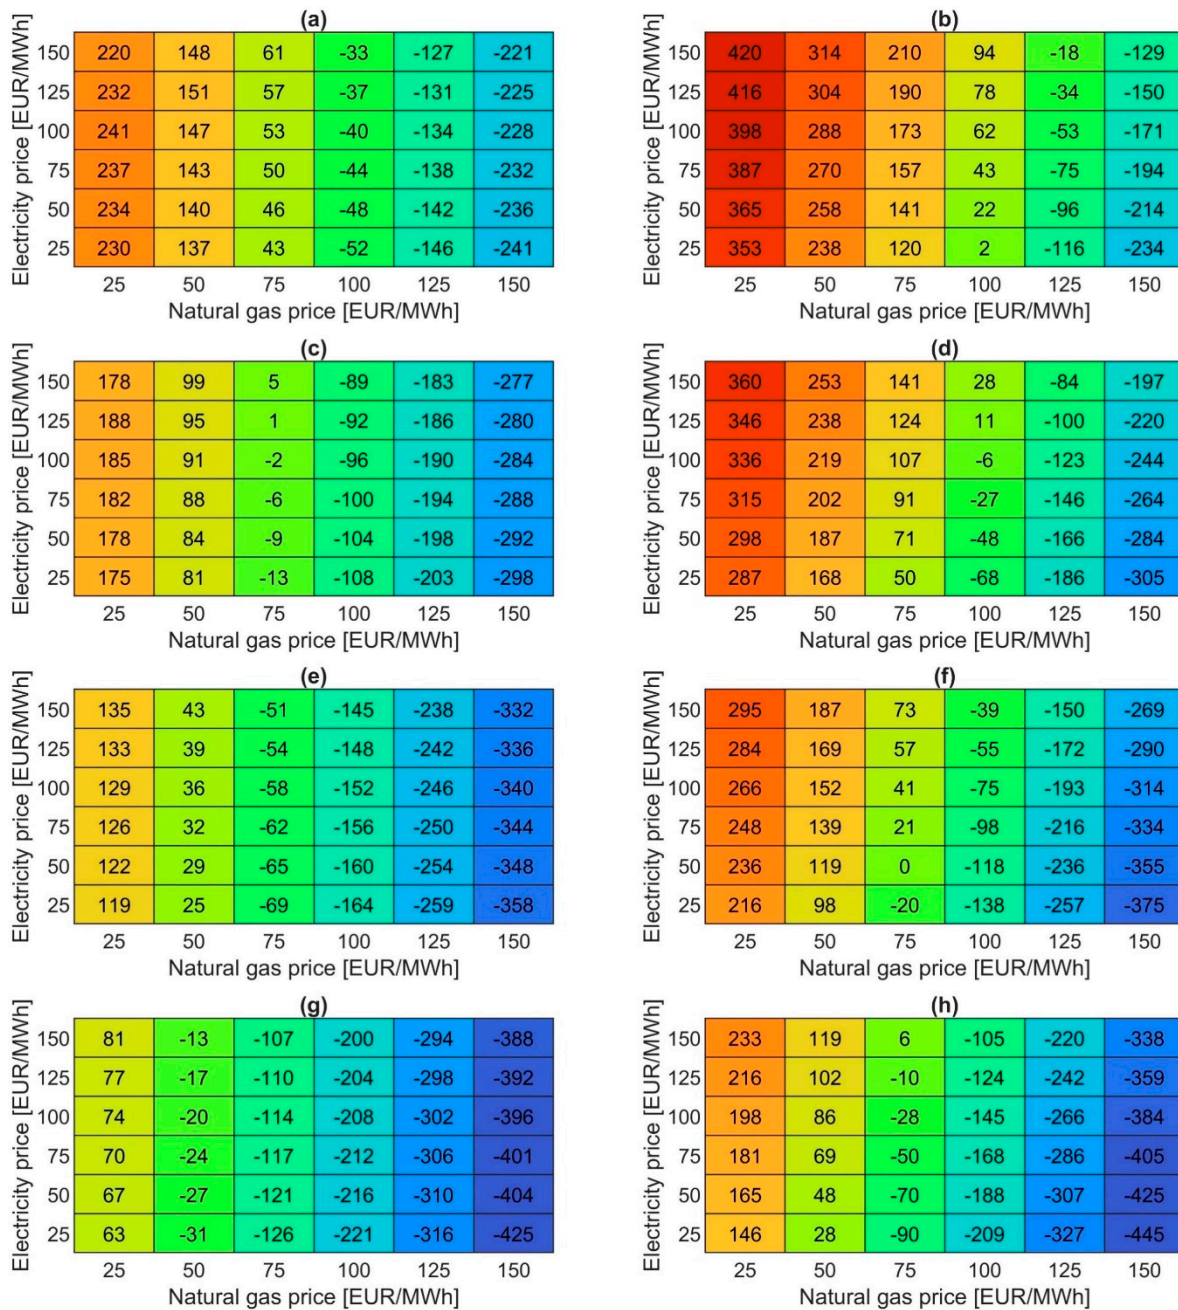 (a)
Electricity price [EUR/MWh]
150 220 148 61 -33 -127 -221
125 232 151 57 -37 -131 -225
100 241 147 53 -40 -134 -228
75 237 143 50 -44 -138 -232
50 234 140 46 -48 -142 -236
25 230 137 43 -52 -146 -241
25 50 75 100 125 150
Natural gas price [EUR/MWh]
(b)
Electricity price [EUR/MWh]
150 420 314 210 94 -18 -129
125 416 304 190 78 -34 -150
100 398 288 173 62 -53 -171
75 387 270 157 43 -75 -194
50 365 258 141 22 -96 -214
25 353 238 120 2 -116 -234
25 50 75 100 125 150
Natural gas price [EUR/MWh]
(c)
Electricity price [EUR/MWh]
150 178 99 5 -89 -183 -277
125 188 95 1 -92 -186 -280
100 185 91 -2 -96 -190 -284
75 182 88 -6 -100 -194 -288
50 178 84 -9 -104 -198 -292
25 175 81 -13 -108 -203 -298
25 50 75 100 125 150
Natural gas price [EUR/MWh]
(d)
Electricity price [EUR/MWh]
150 360 253 141 28 -84 -197
125 346 238 124 11 -100 -220
100 336 219 107 -6 -123 -244
75 315 202 91 -27 -146 -264
50 298 187 71 -48 -166 -284
25 287 168 50 -68 -186 -305
25 50 75 100 125 150
Natural gas price [EUR/MWh]
(e)
Electricity price [EUR/MWh]
150 135 43 -51 -145 -238 -332
125 133 39 -54 -148 -242 -336
100 129 36 -58 -152 -246 -340
75 126 32 -62 -156 -250 -344
50 122 29 -65 -160 -254 -348
25 119 25 -69 -164 -259 -358
25 50 75 100 125 150
Natural gas price [EUR/MWh]
(f)
Electricity price [EUR/MWh]
150 295 187 73 -39 -150 -269
125 284 169 57 -55 -172 -290
100 266 152 41 -75 -193 -314
75 248 139 21 -98 -216 -334
50 236 119 0 -118 -236 -355
25 216 98 -20 -138 -257 -375
25 50 75 100 125 150
Natural gas price [EUR/MWh]
(g)
Electricity price [EUR/MWh]
150 81 -13 -107 -200 -294 -388
125 77 -17 -110 -204 -298 -392
100 74 -20 -114 -208 -302 -396
75 70 -24 -117 -212 -306 -401
50 67 -27 -121 -216 -310 -404
25 63 -31 -126 -221 -316 -425
25 50 75 100 125 150
Natural gas price [EUR/MWh]
(h)
Electricity price [EUR/MWh]
150 233 119 6 -105 -220 -338
125 216 102 -10 -124 -242 -359
100 198 86 -28 -145 -266 -384
75 181 69 -50 -168 -286 -405
50 165 48 -70 -188 -307 -425
25 146 28 -90 -209 -327 -445
25 50 75 100 125 150
Natural gas price [EUR/MWh]